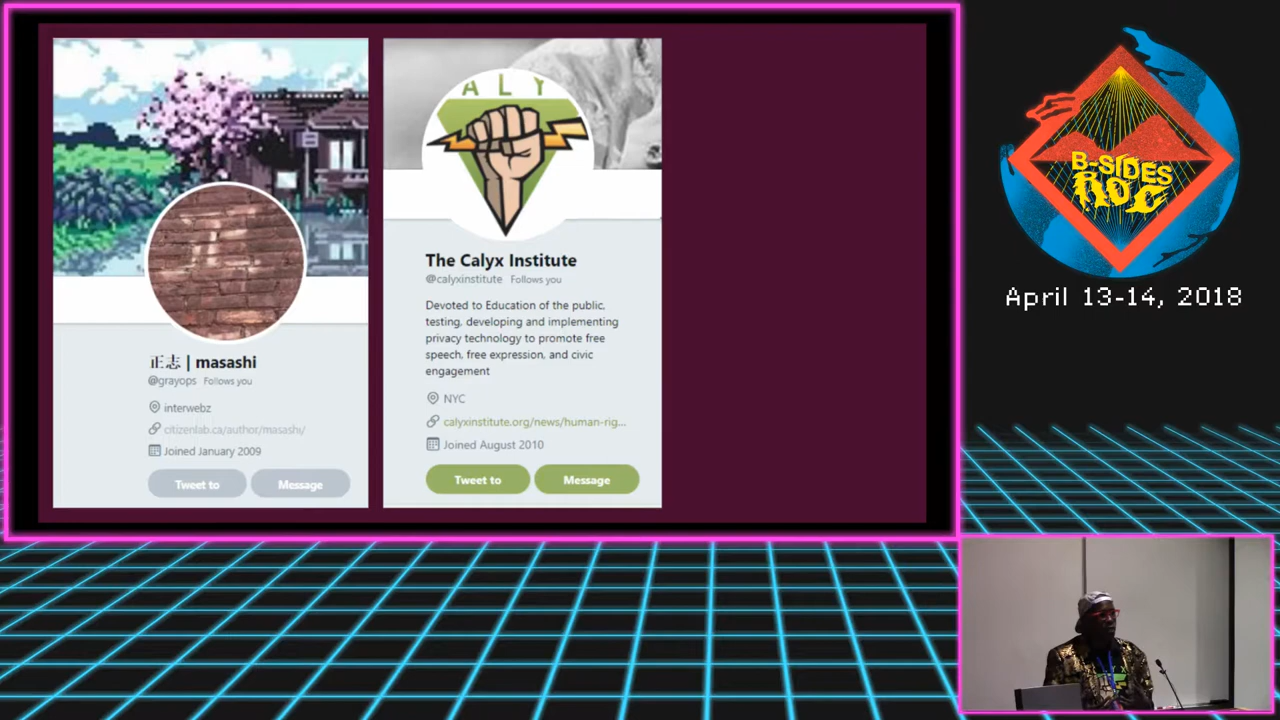 正志 | masashi
@grayops Follows you
interwebz
citizenlab.ca/author/masashi/
Joined January 2009
Tweet to Message
ALY
The Calyx Institute
@calyxinstitute Follows you
Devoted to Education of the public,
testing, developing and implementing
privacy technology to promote free
speech, free expression, and civic
engagement
NYC
calyxinstitute.org/news/human-rig...
Joined August 2010
Tweet to Message
B-SIDES
ROC
April 13-14, 2018